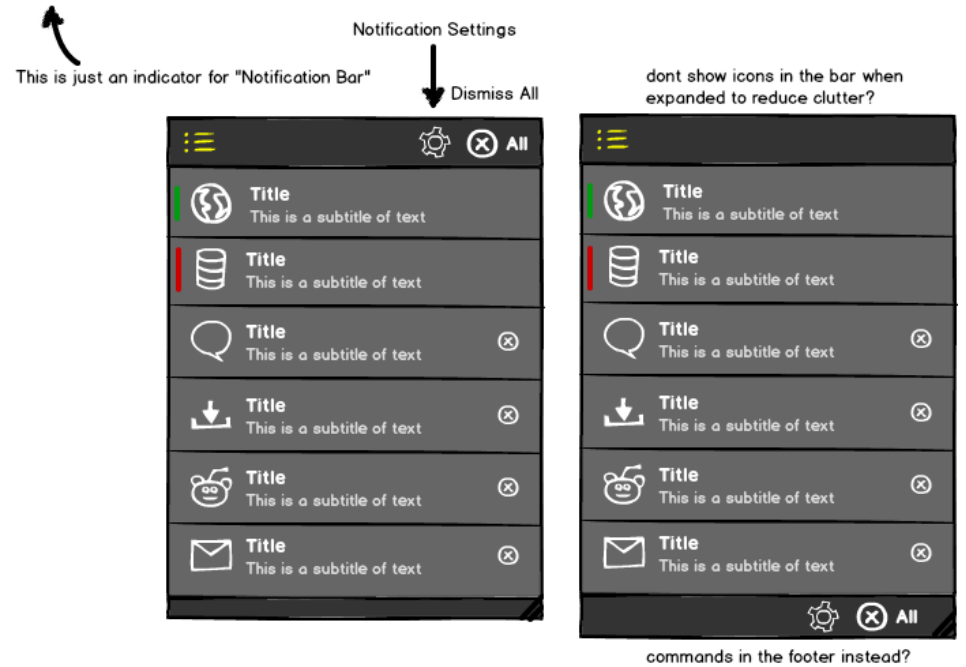 Notification Settings
This is just an indicator for "Notification Bar"
Dismiss All
All
Title
This is a subtitle of text
Title
This is a subtitle of text
Title
This is a subtitle of text
Title
This is a subtitle of text
Title
This is a subtitle of text
Title
This is a subtitle of text
dont show icons in the bar when
expanded to reduce clutter?
Title
This is a subtitle of text
Title
This is a subtitle of text
Title
This is a subtitle of text
Title
This is a subtitle of text
Title
This is a subtitle of text
Title
This is a subtitle of text
All
commands in the footer instead?